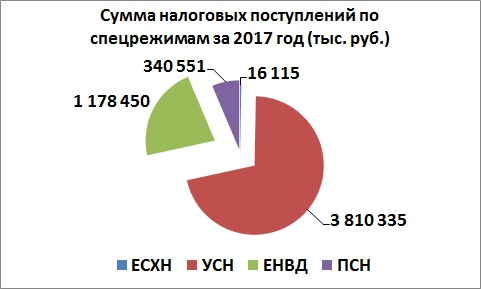 Сумма налоговых поступлений по
спецрежимам за 2017 год (тыс. руб.)
340 551
16 115
1 178 450
3 810 335
ЕСХН УСН ЕНВД ПСН